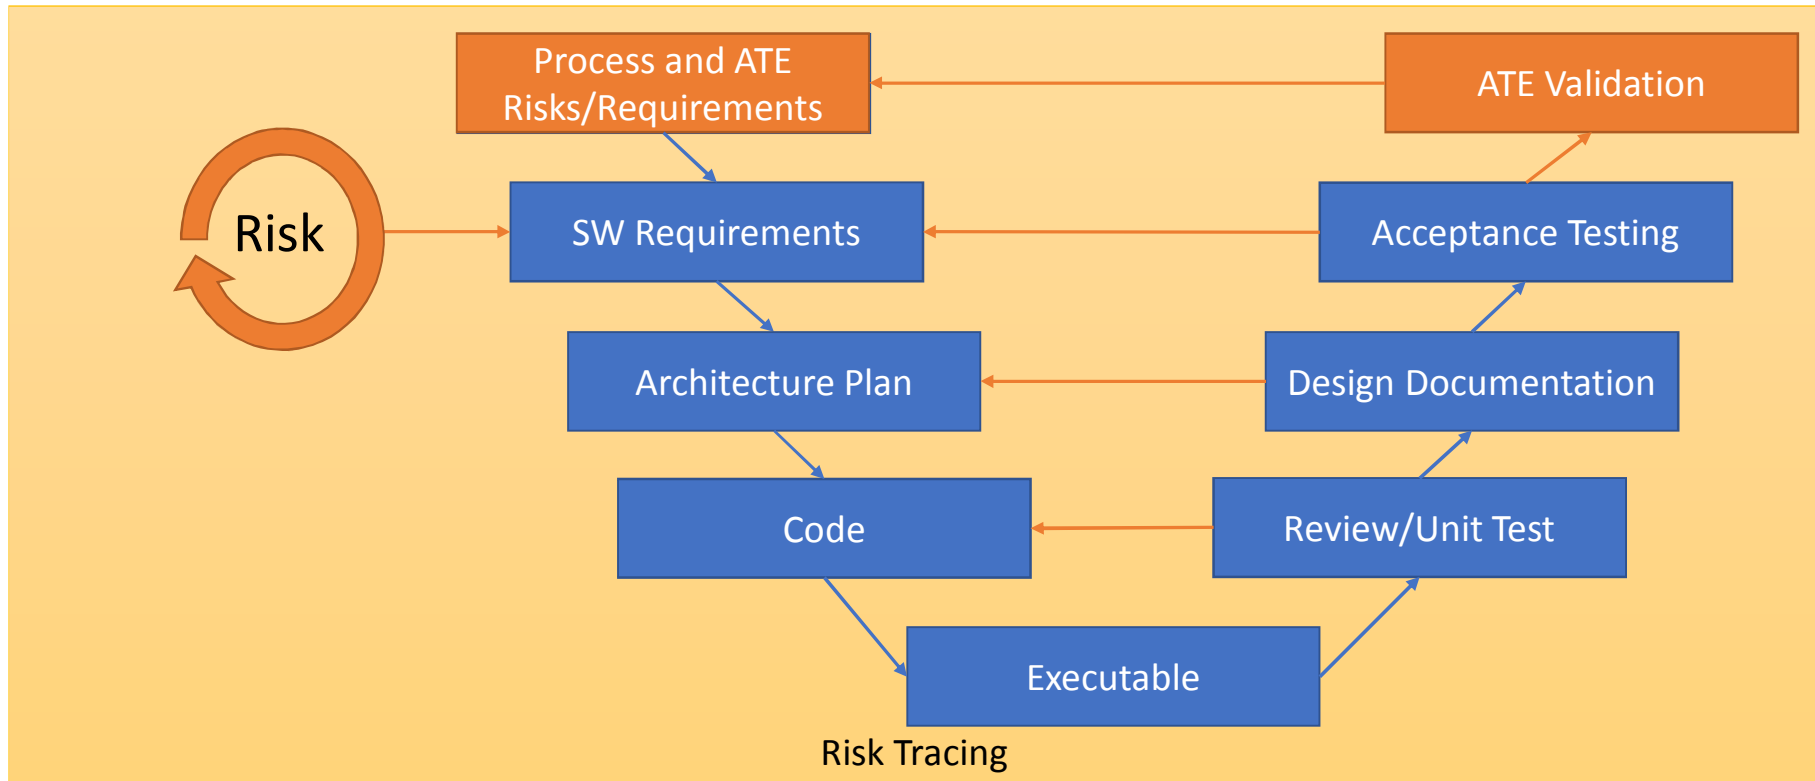 Process and ATE
Risks/Requirements
ATE Validation
Risk
SW Requirements
Acceptance Testing
Architecture Plan
Design Documentation
Code
Review/Unit Test
Executable
Risk Tracing